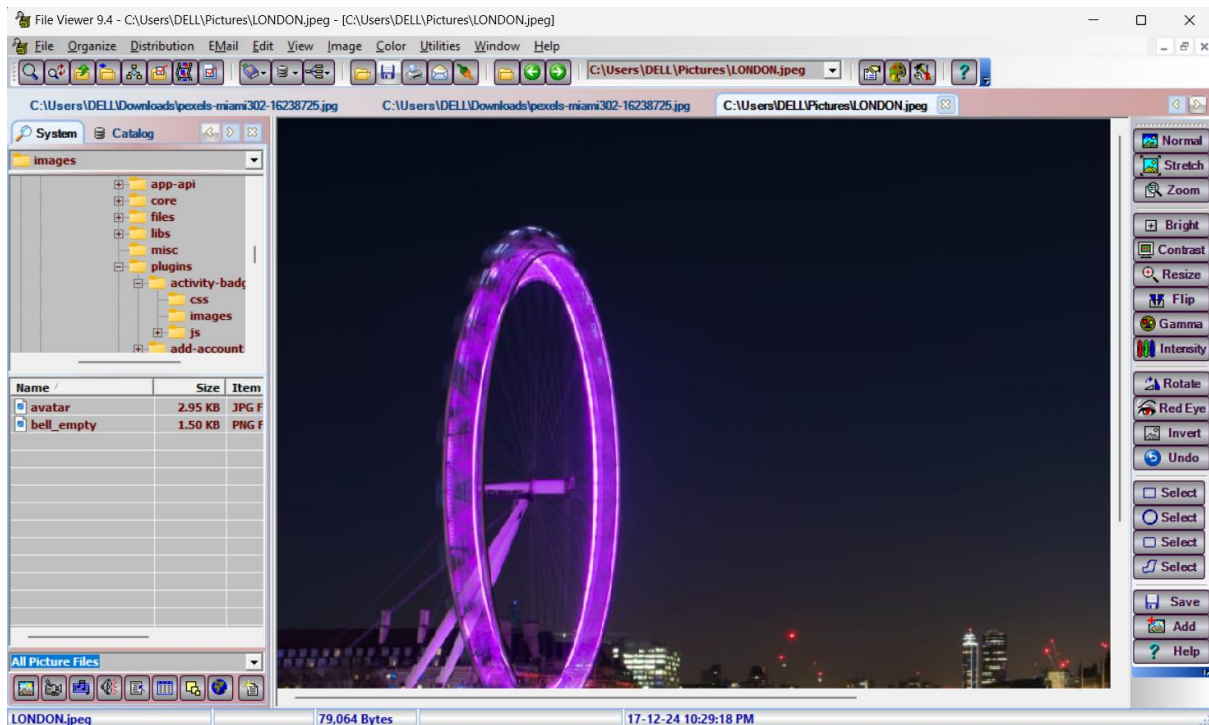 File Viewer 9.4 - C:\Users\DELL\Pictures\LONDON.jpeg - [C:\Users\DELL\Pictures\LONDON.jpeg]
File Organize Distribution EMail Edit View Image Color Utilities Window Help
C:\Users\DELL\Pictures\LONDON.jpeg
C:\Users\DELL\Downloads\pexels-miami302-16238725.jpg C:\Users\DELL\Downloads\pexels-miami302-16238725.jpg C:\Users\DELL\Pictures\LONDON.jpeg
System Catalog
images
app-api
core
files
libs
misc
plugins
activity-badg
css
images
js
add-account
Name Size Item
avatar 2.95 KB JPG F
bell_empty 1.50 KB PNG F
All Picture Files
Normal
Stretch
Zoom
Bright
Contrast
Resize
Flip
Gamma
Intensity
Rotate
Red Eye
Invert
Undo
Select
Select
Select
Select
Save
Add
Help
LONDON.jpeg 79,064 Bytes 17-12-24 10:29:18 PM